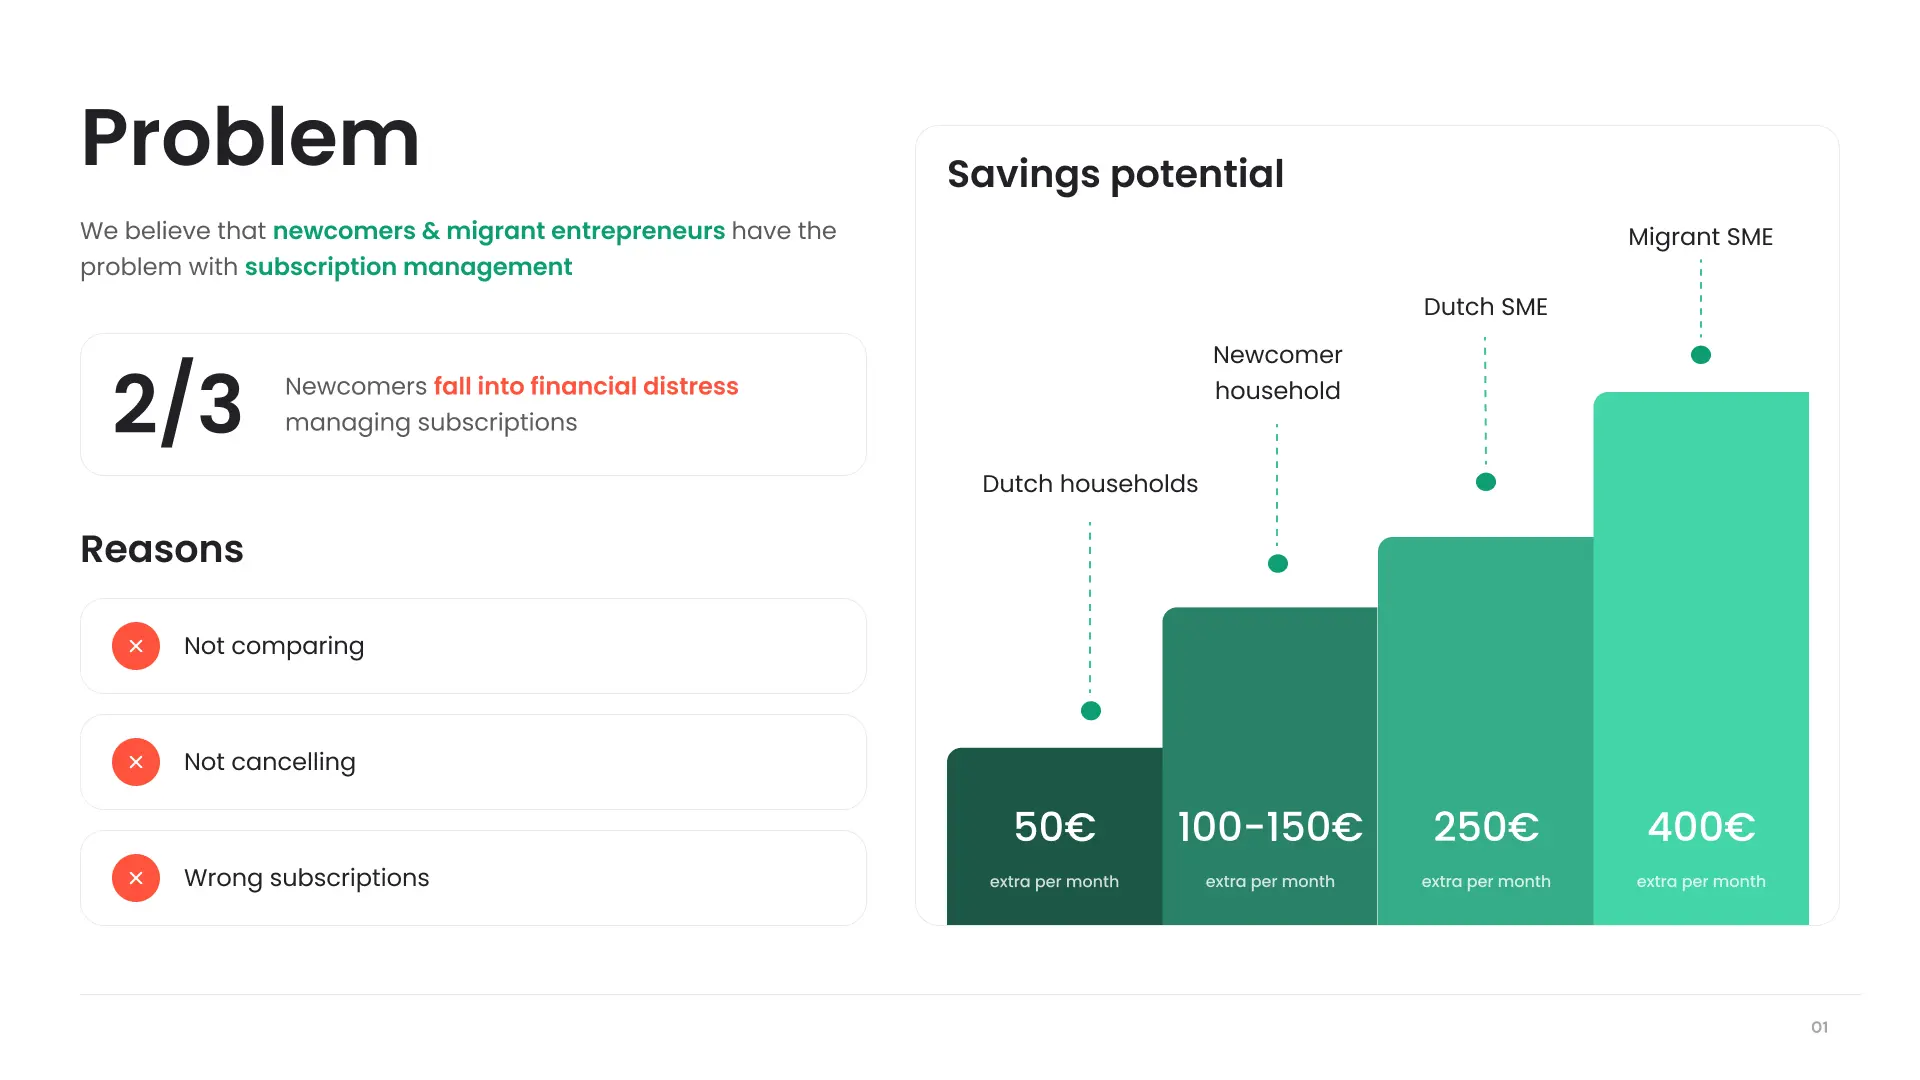 Problem
We believe that newcomers & migrant entrepreneurs have the
problem with subscription management
2/3
Newcomers fall into financial distress
managing subscriptions
Reasons
Not comparing
Not cancelling
Wrong subscriptions
Savings potential
Dutch households
Newcomer
household
Dutch SME
Migrant SME
50€
extra per month
100-150€
extra per month
250€
extra per month
400€
extra per month
01